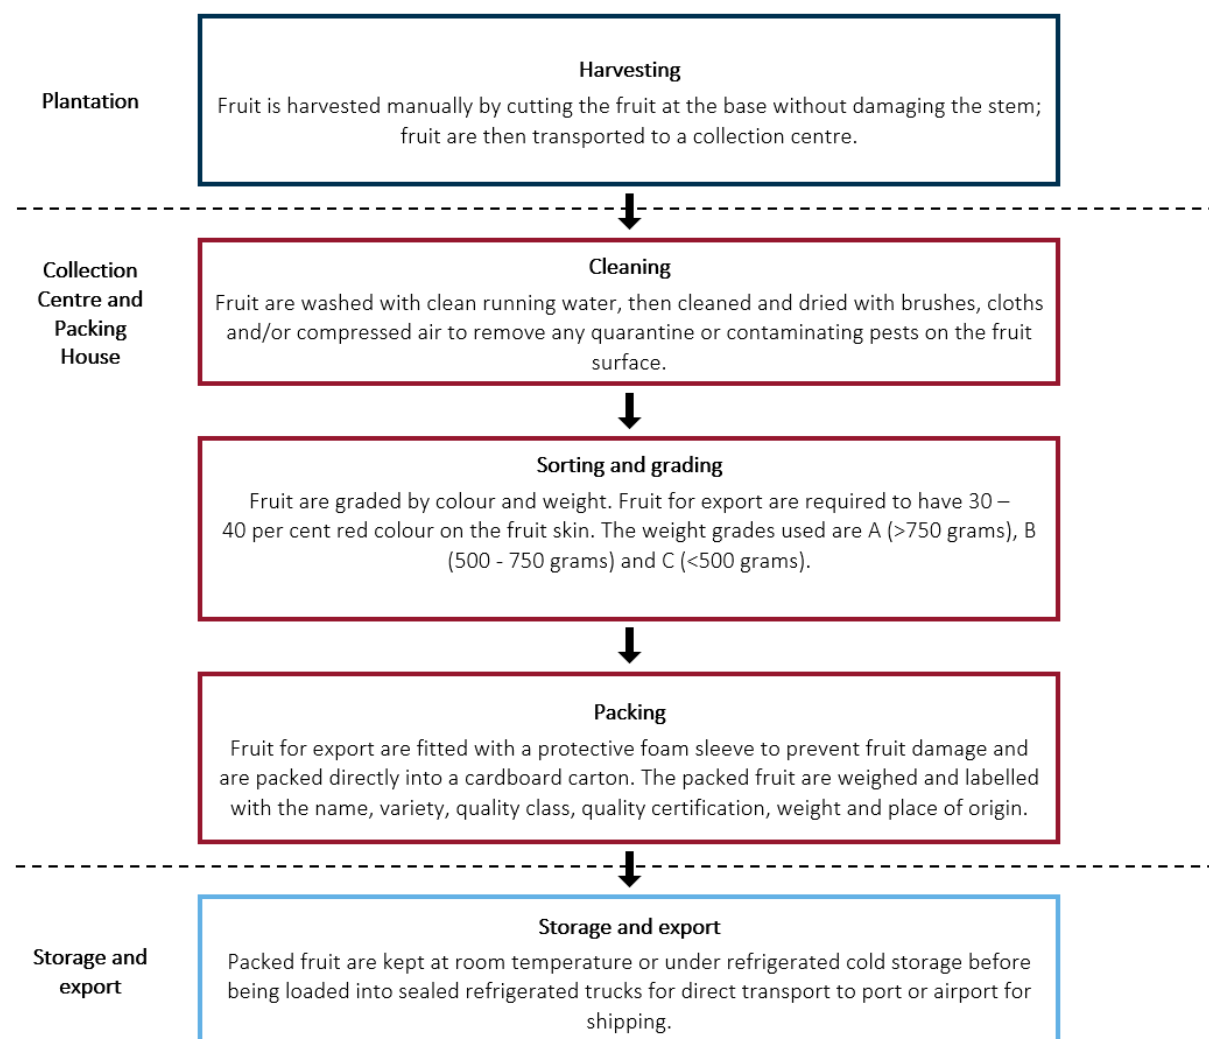 Plantation
Harvesting
Fruit is harvested manually by cutting the fruit at the base without damaging the stem;
fruit are then transported to a collection centre.
Collection
Centre and
Packing
House
Cleaning
Fruit are washed with clean running water, then cleaned and dried with brushes, cloths
and/or compressed air to remove any quarantine or contaminating pests on the fruit
surface.
Sorting and grading
Fruit are graded by colour and weight. Fruit for export are required to have 30 –
40 per cent red colour on the fruit skin. The weight grades used are A (>750 grams), B
(500 - 750 grams) and C (<500 grams).
Packing
Fruit for export are fitted with a protective foam sleeve to prevent fruit damage and
are packed directly into a cardboard carton. The packed fruit are weighed and labelled
with the name, variety, quality class, quality certification, weight and place of origin.
Storage and
export
Storage and export
Packed fruit are kept at room temperature or under refrigerated cold storage before
being loaded into sealed refrigerated trucks for direct transport to port or airport for
shipping.